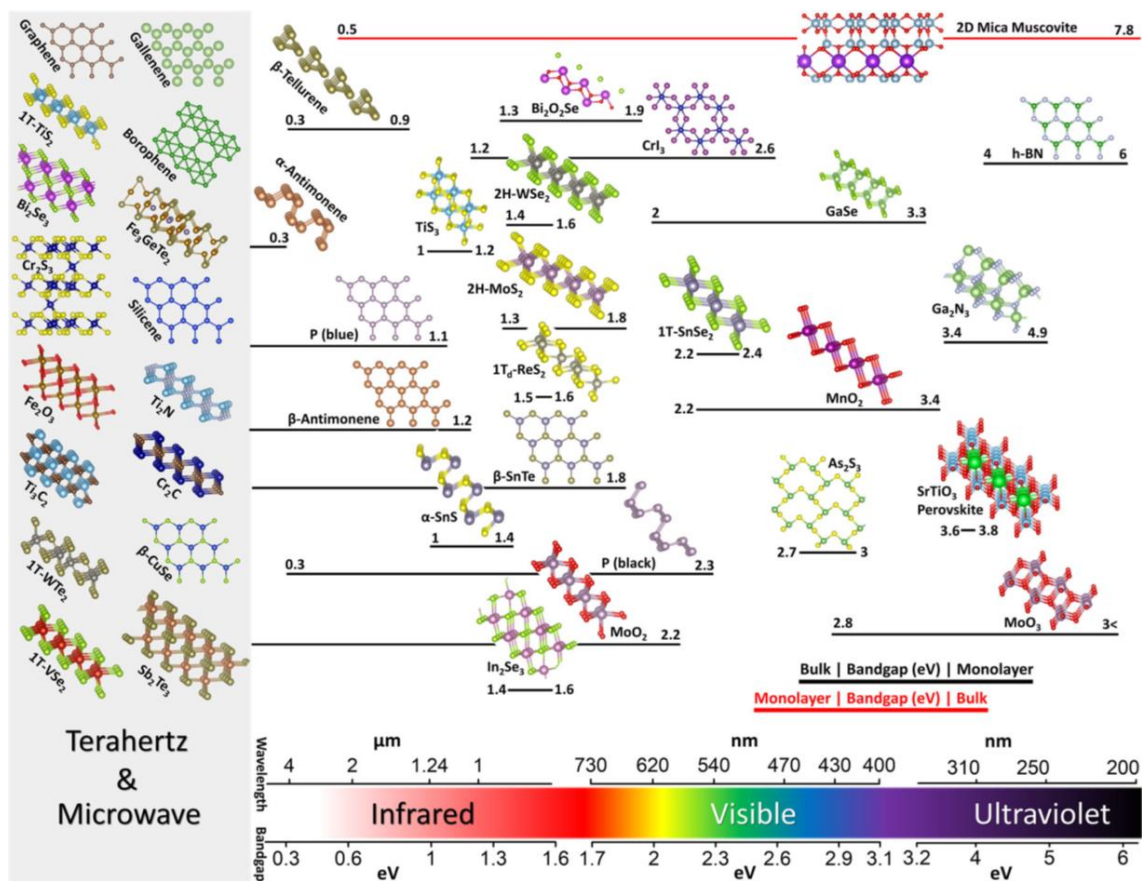 Graphene
Gallenene
1T-TiS2
Borophene
Bi2Se3
Fe3GeTe2
Cr2S3
Silicene
Fe2O3
Ti2N
Ti3C2
Cr2C
1T-WTe2
β-CuSe
1T-VSe2
Sb2Te3
Terahertz
&
Microwave
0.5
2D Mica Muscovite
7.8
β-Tellurene
0.3
0.9
Bi2O2Se
1.3
1.9
CrI3
1.2
2.6
h-BN
4
6
α-Antimonene
0.3
TiS3
1
1.2
2H-WSe2
1.4
1.6
GaSe
2
3.3
P (blue)
1.1
2H-MoS2
1.3
1.8
1T-SnSe2
2.2
2.4
Ga2N3
3.4
4.9
1Td-ReS2
1.5
1.6
MnO2
2.2
3.4
β-Antimonene
1.2
β-SnTe
1.8
α-SnS
1
1.4
As2S3
2.7
3
SrTiO3
Perovskite
3.6
3.8
0.3
P (black)
2.3
MoO2
2.2
In2Se3
1.4
1.6
MoO3
2.8
3<
Bulk | Bandgap (eV) | Monolayer
Monolayer | Bandgap (eV) | Bulk
Wavelength
μm
nm
nm
4 2 1.24 1 730 620 540 470 430 400 310 250 200
Infrared Visible Ultraviolet
Bandgap
0.3 0.6 1 1.3 1.6 1.7 2 2.3 2.6 2.9 3.1 3.2 4 5 6
eV
eV
eV